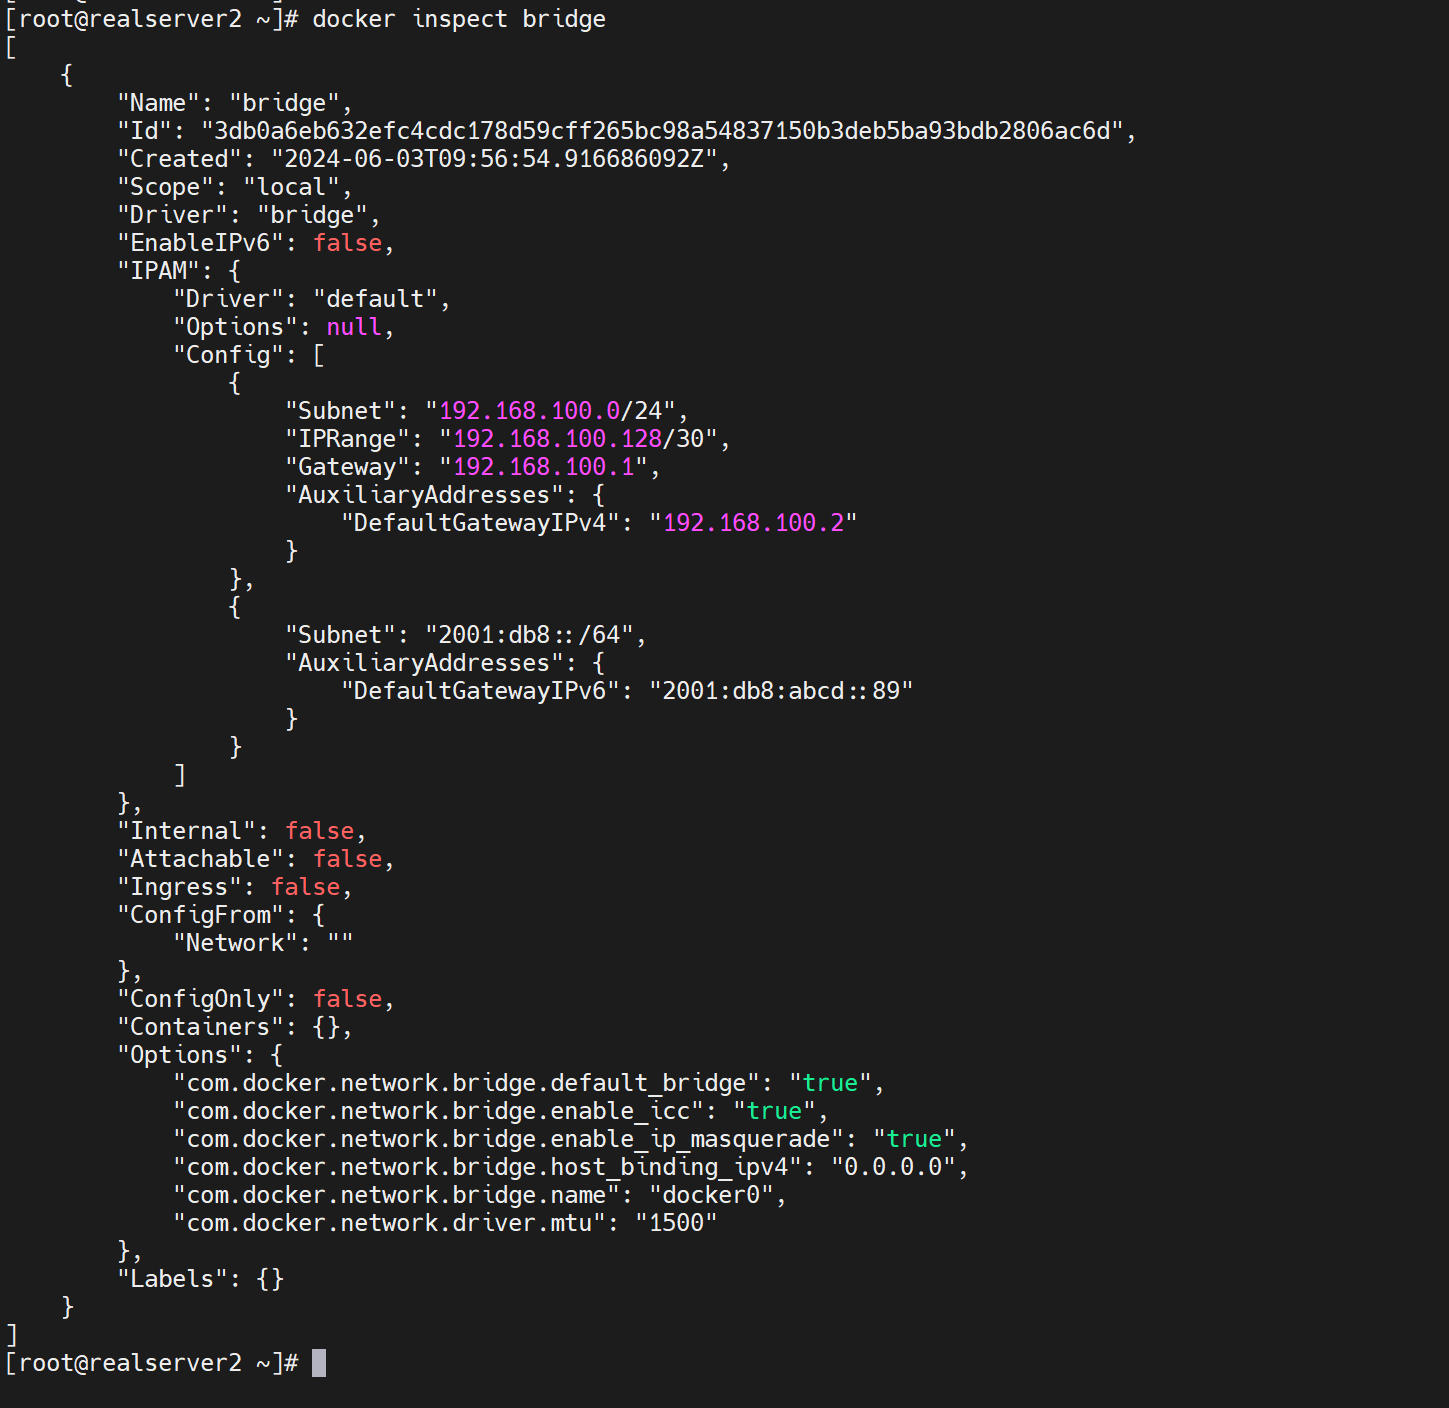 [root@realserver2 ~]# docker inspect bridge
[
    {
        "Name": "bridge",
        "Id": "3db0a6eb632efc4cdc178d59cff265bc98a54837150b3deb5ba93bdb2806ac6d",
        "Created": "2024-06-03T09:56:54.916686092Z",
        "Scope": "local",
        "Driver": "bridge",
        "EnableIPv6": false,
        "IPAM": {
            "Driver": "default",
            "Options": null,
            "Config": [
                {
                    "Subnet": "192.168.100.0/24",
                    "IPRange": "192.168.100.128/30",
                    "Gateway": "192.168.100.1",
                    "AuxiliaryAddresses": {
                        "DefaultGatewayIPv4": "192.168.100.2"
                    }
                },
                {
                    "Subnet": "2001:db8::/64",
                    "AuxiliaryAddresses": {
                        "DefaultGatewayIPv6": "2001:db8:abcd::89"
                    }
                }
            ]
        },
        "Internal": false,
        "Attachable": false,
        "Ingress": false,
        "ConfigFrom": {
            "Network": ""
        },
        "ConfigOnly": false,
        "Containers": {},
        "Options": {
            "com.docker.network.bridge.default_bridge": "true",
            "com.docker.network.bridge.enable_icc": "true",
            "com.docker.network.bridge.enable_ip_masquerade": "true",
            "com.docker.network.bridge.host_binding_ipv4": "0.0.0.0",
            "com.docker.network.bridge.name": "docker0",
            "com.docker.network.driver.mtu": "1500"
        },
        "Labels": {}
    }
]
[root@realserver2 ~]#